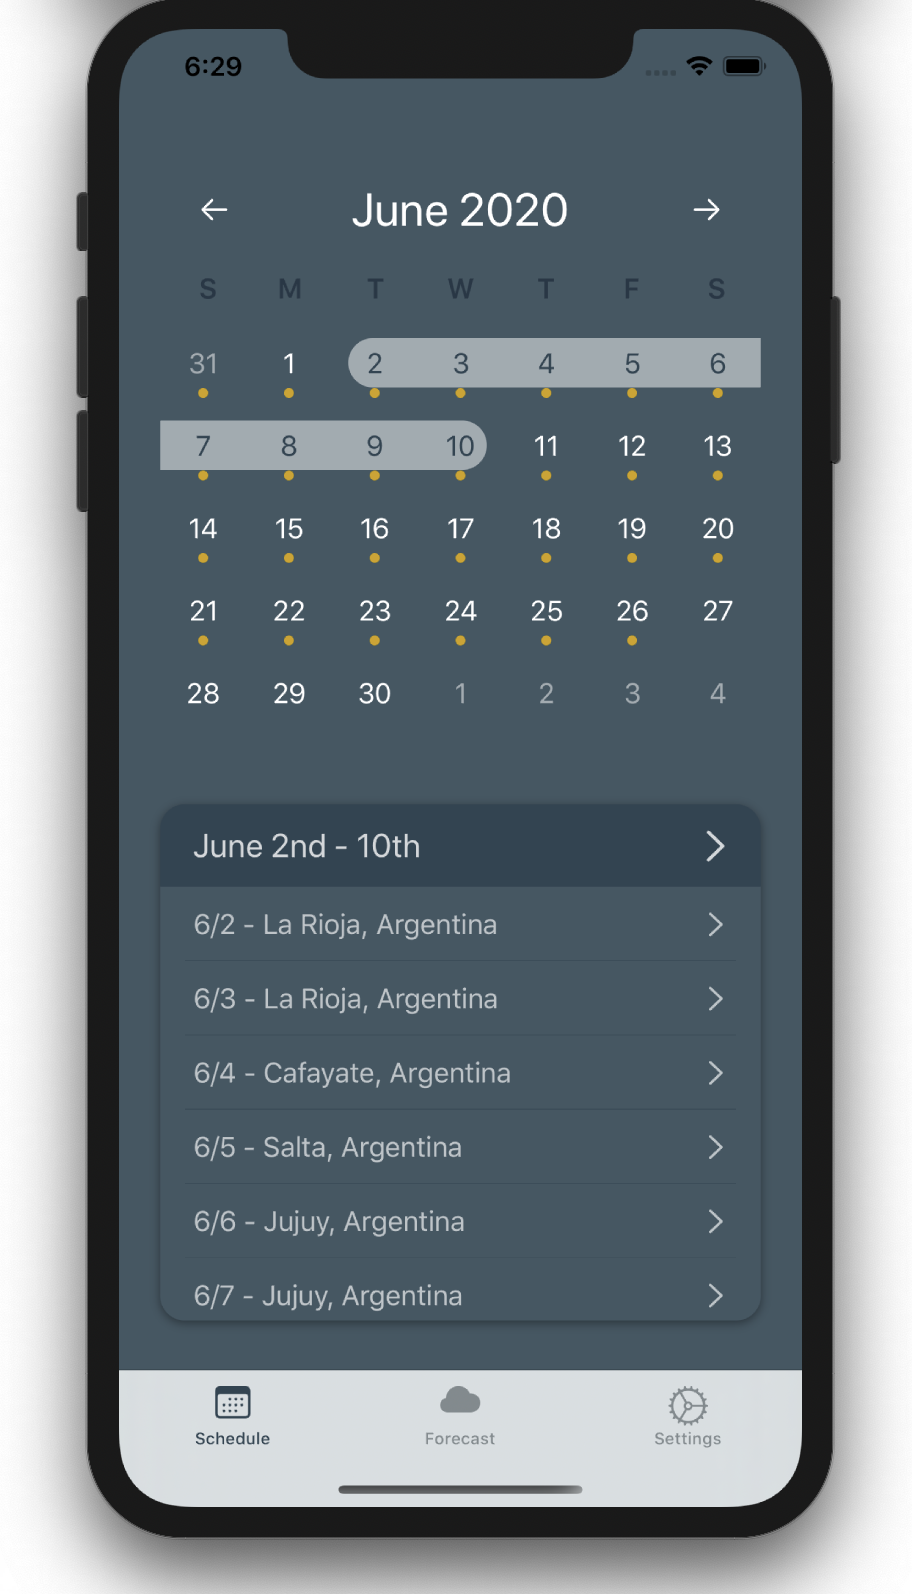 6:29
June 2020
S M T W T F S
31 1 2 3 4 5 6
7 8 9 10 11 12 13
14 15 16 17 18 19 20
21 22 23 24 25 26 27
28 29 30 1 2 3 4
June 2nd - 10th
6/2 - La Rioja, Argentina
6/3 - La Rioja, Argentina
6/4 - Cafayate, Argentina
6/5 - Salta, Argentina
6/6 - Jujuy, Argentina
6/7 - Jujuy, Argentina
Schedule Forecast Settings